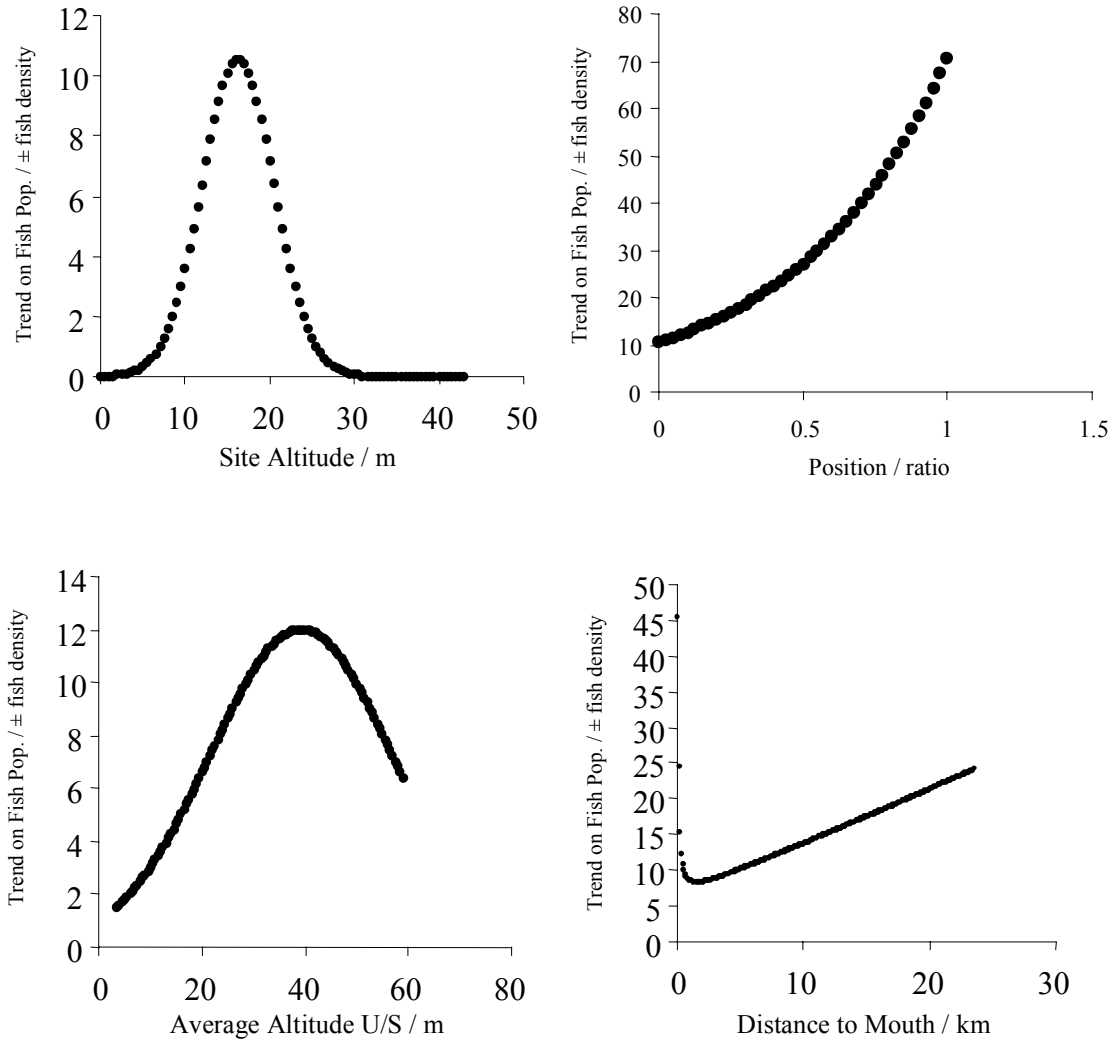 Trend on Fish Pop. / ± fish density
12
10
8
6
4
2
0
0 10 20 30 40 50
Site Altitude / m
Trend on Fish Pop. / ± fish density
80
70
60
50
40
30
20
10
0
0 0.5 1 1.5
Position / ratio
Trend on Fish Pop. / ± fish density
14
12
10
8
6
4
2
0
0 20 40 60 80
Average Altitude U/S / m
Trend on Fish Pop. / ± fish density
50
45
40
35
30
25
20
15
10
5
0
0 10 20 30
Distance to Mouth / km